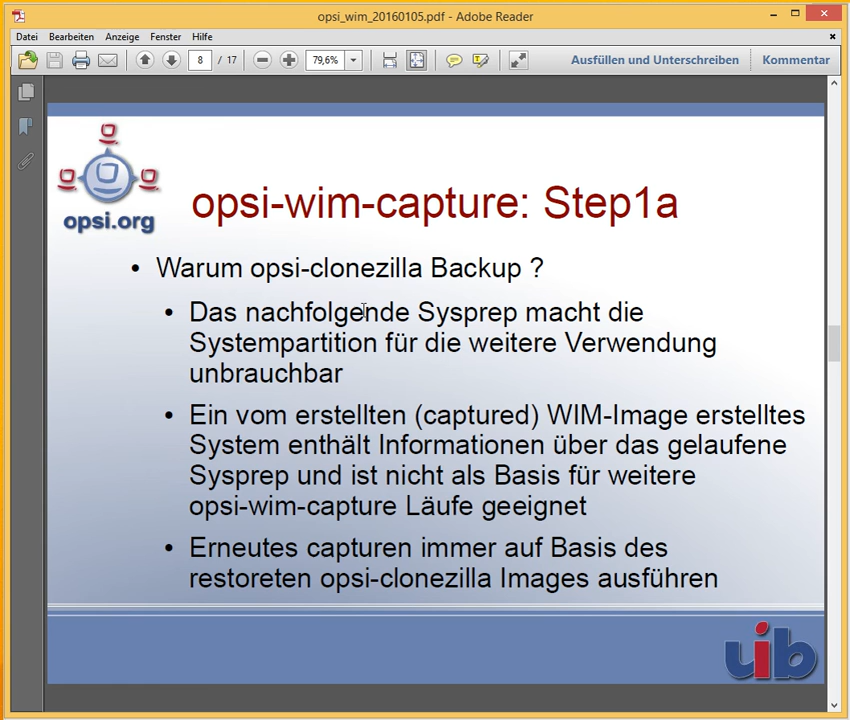 opsi_wim_20160105.pdf - Adobe Reader
Datei Bearbeiten Anzeige Fenster Hilfe
8 / 17 79,6% Ausfüllen und Unterschreiben Kommentar
opsi.org
opsi-wim-capture: Step1a
• Warum opsi-clonezilla Backup ?
• Das nachfolgende Sysprep macht die
Systempartition für die weitere Verwendung
unbrauchbar
• Ein vom erstellten (captured) WIM-Image erstelltes
System enthält Informationen über das gelaufene
Sysprep und ist nicht als Basis für weitere
opsi-wim-capture Läufe geeignet
• Erneutes capturen immer auf Basis des
restoreten opsi-clonezilla Images ausführen
uib